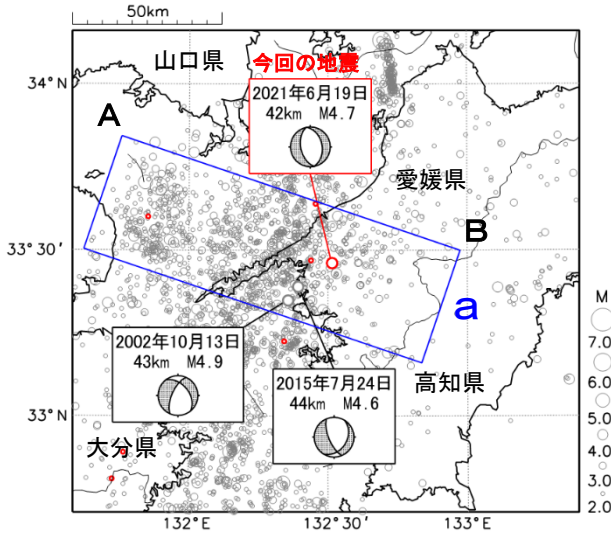 50km
山口県
今回の地震
34°N
2021年6月19日
42km M4.7
A
愛媛県
B
33°30′
a
M
7.0
6.0
5.0
4.0
3.0
2.0
2002年10月13日
43km M4.9
2015年7月24日
44km M4.6
高知県
33°N
大分県
132°E
132°30′
133°E